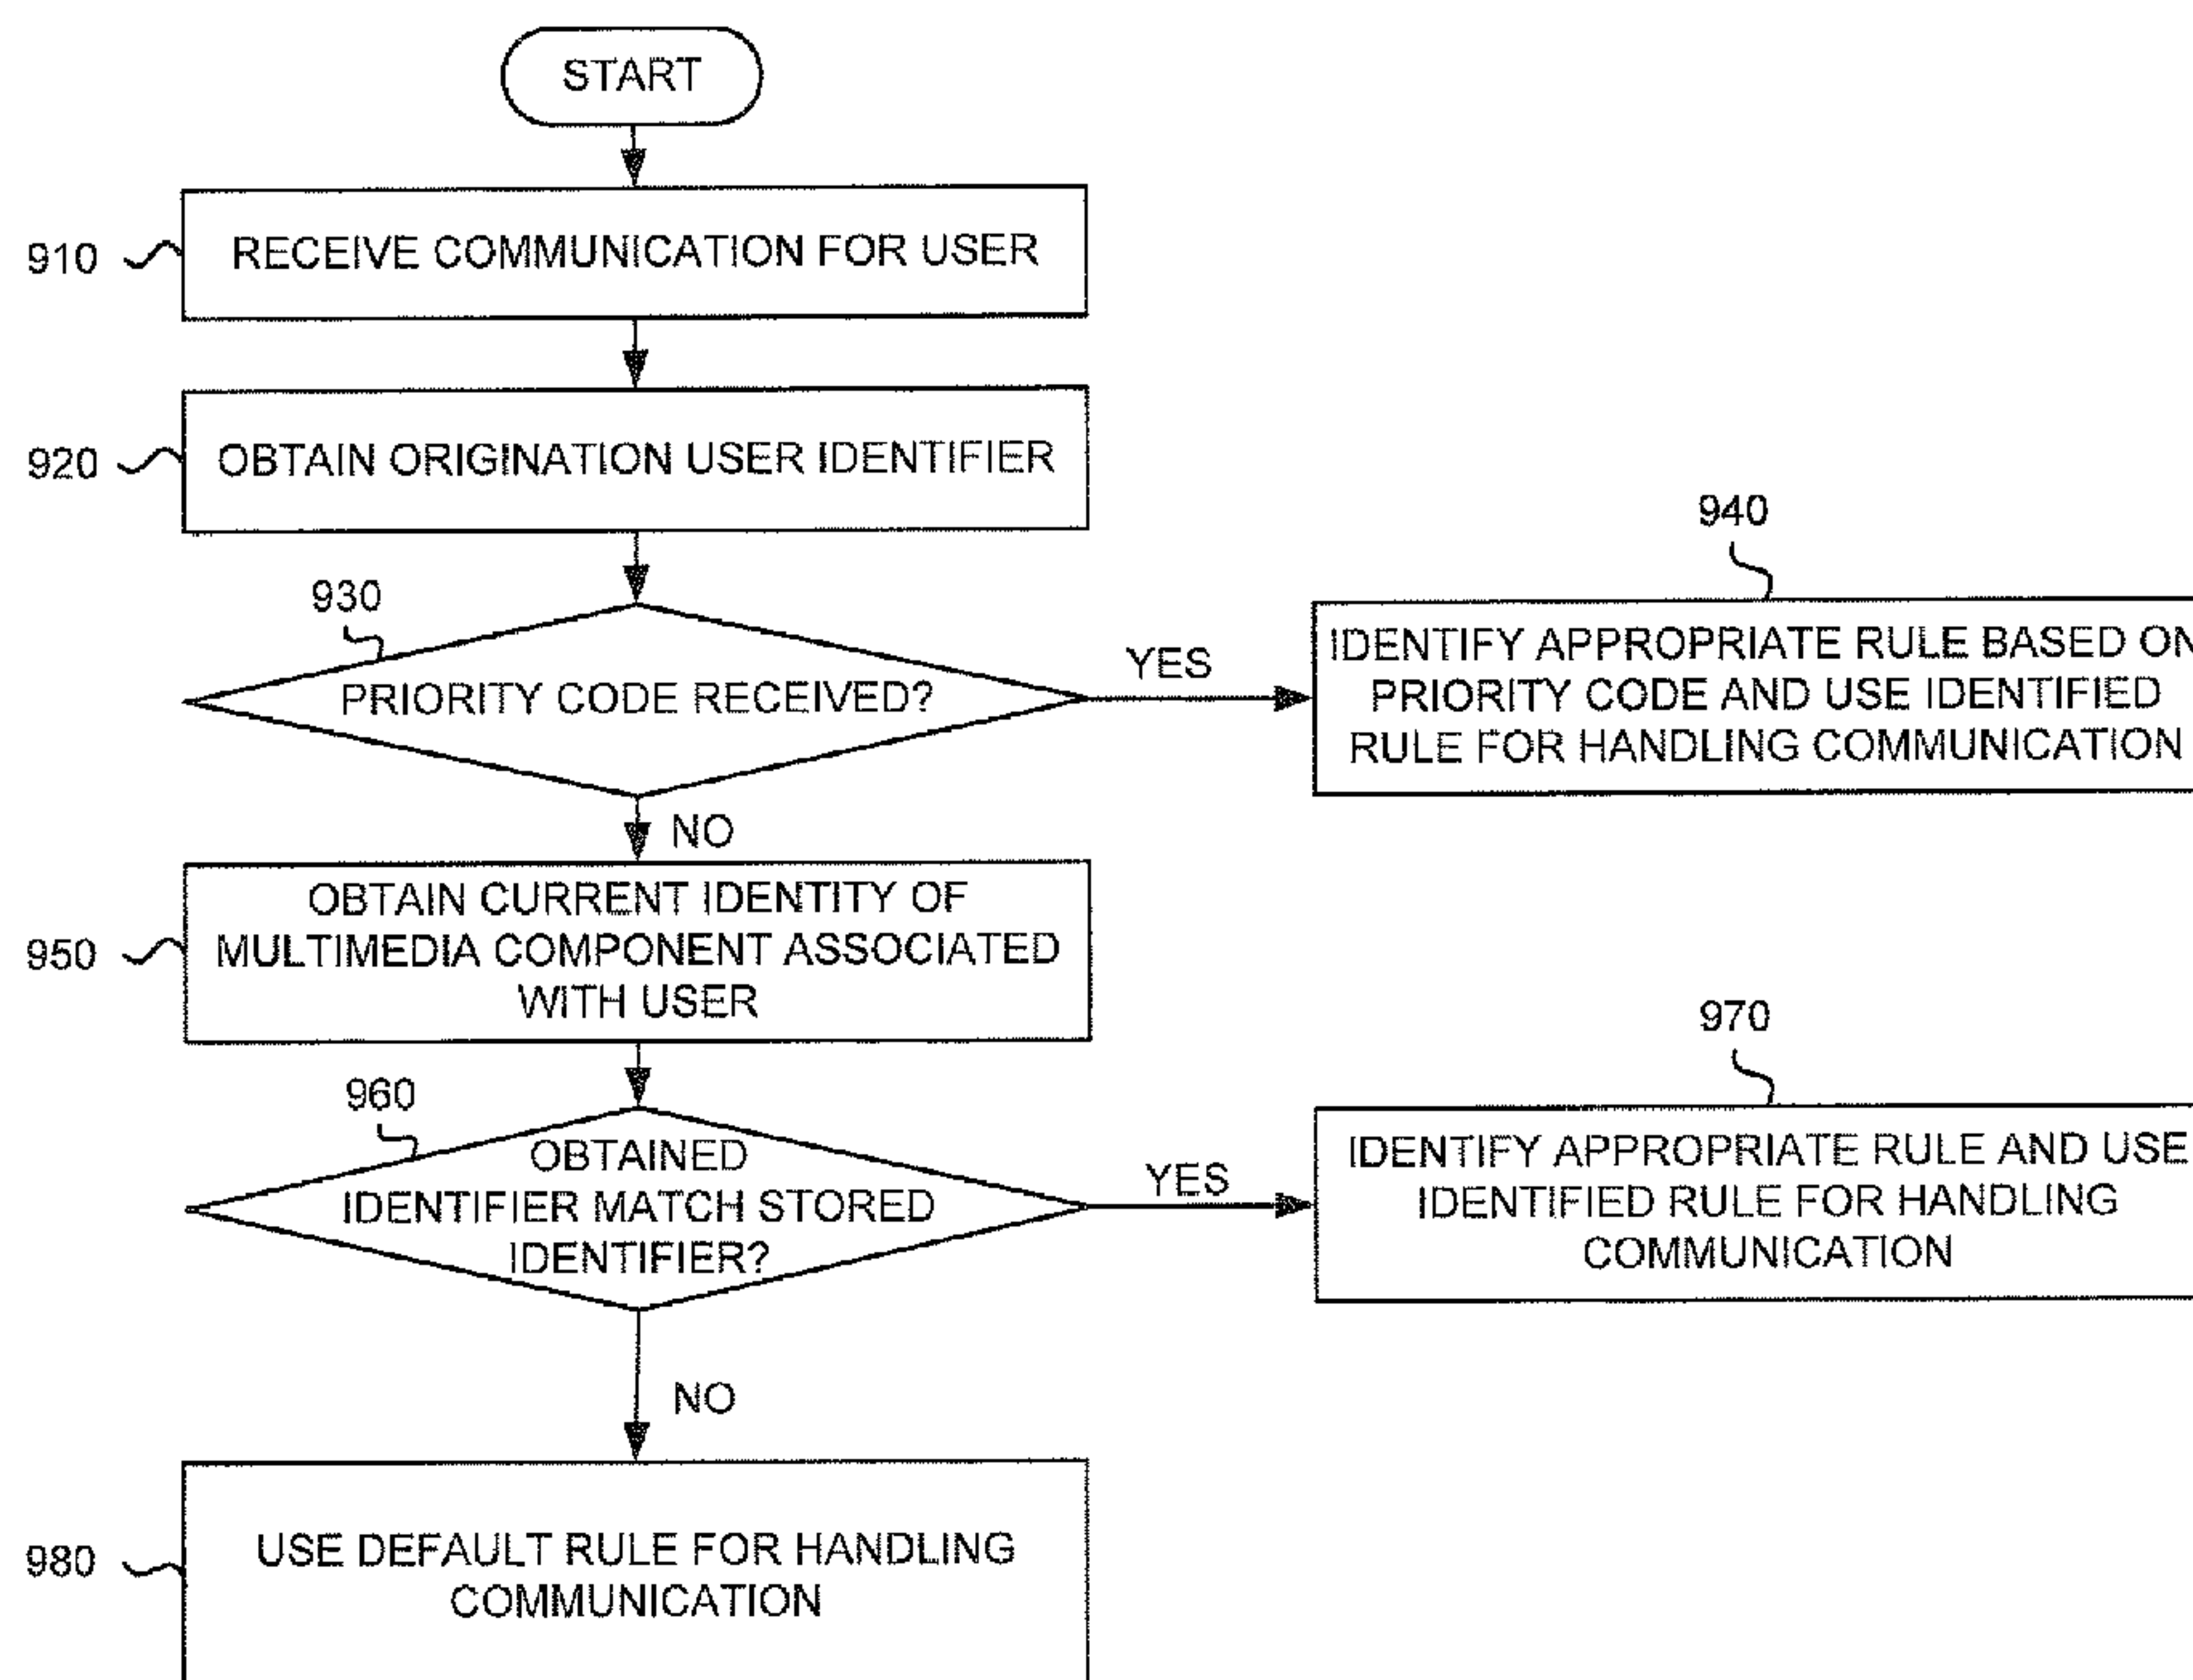 START
910
RECEIVE COMMUNICATION FOR USER
920
OBTAIN ORIGINATION USER IDENTIFIER
930
PRIORITY CODE RECEIVED?
YES
940
IDENTIFY APPROPRIATE RULE BASED ON
PRIORITY CODE AND USE IDENTIFIED
RULE FOR HANDLING COMMUNICATION
NO
950
OBTAIN CURRENT IDENTITY OF
MULTIMEDIA COMPONENT ASSOCIATED
WITH USER
960
OBTAINED
IDENTIFIER MATCH STORED
IDENTIFIER?
YES
970
IDENTIFY APPROPRIATE RULE AND USE
IDENTIFIED RULE FOR HANDLING
COMMUNICATION
NO
980
USE DEFAULT RULE FOR HANDLING
COMMUNICATION